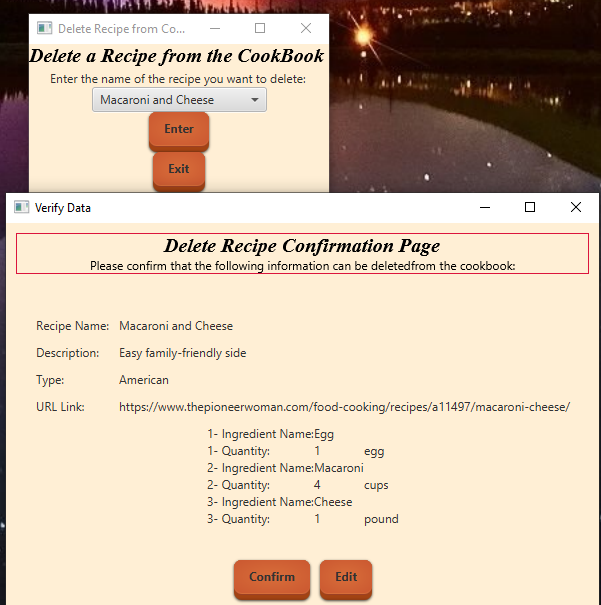 Delete Recipe from Co...
Delete a Recipe from the CookBook
Enter the name of the recipe you want to delete:
Macaroni and Cheese
Enter
Exit
Verify Data
Delete Recipe Confirmation Page
Please confirm that the following information can be deletedfrom the cookbook:
Recipe Name: Macaroni and Cheese
Description: Easy family-friendly side
Type: American
URL Link: https://www.thepioneerwoman.com/food-cooking/recipes/a11497/macaroni-cheese/
1- Ingredient Name:Egg
1- Quantity: 1 egg
2- Ingredient Name:Macaroni
2- Quantity: 4 cups
3- Ingredient Name:Cheese
3- Quantity: 1 pound
Confirm Edit